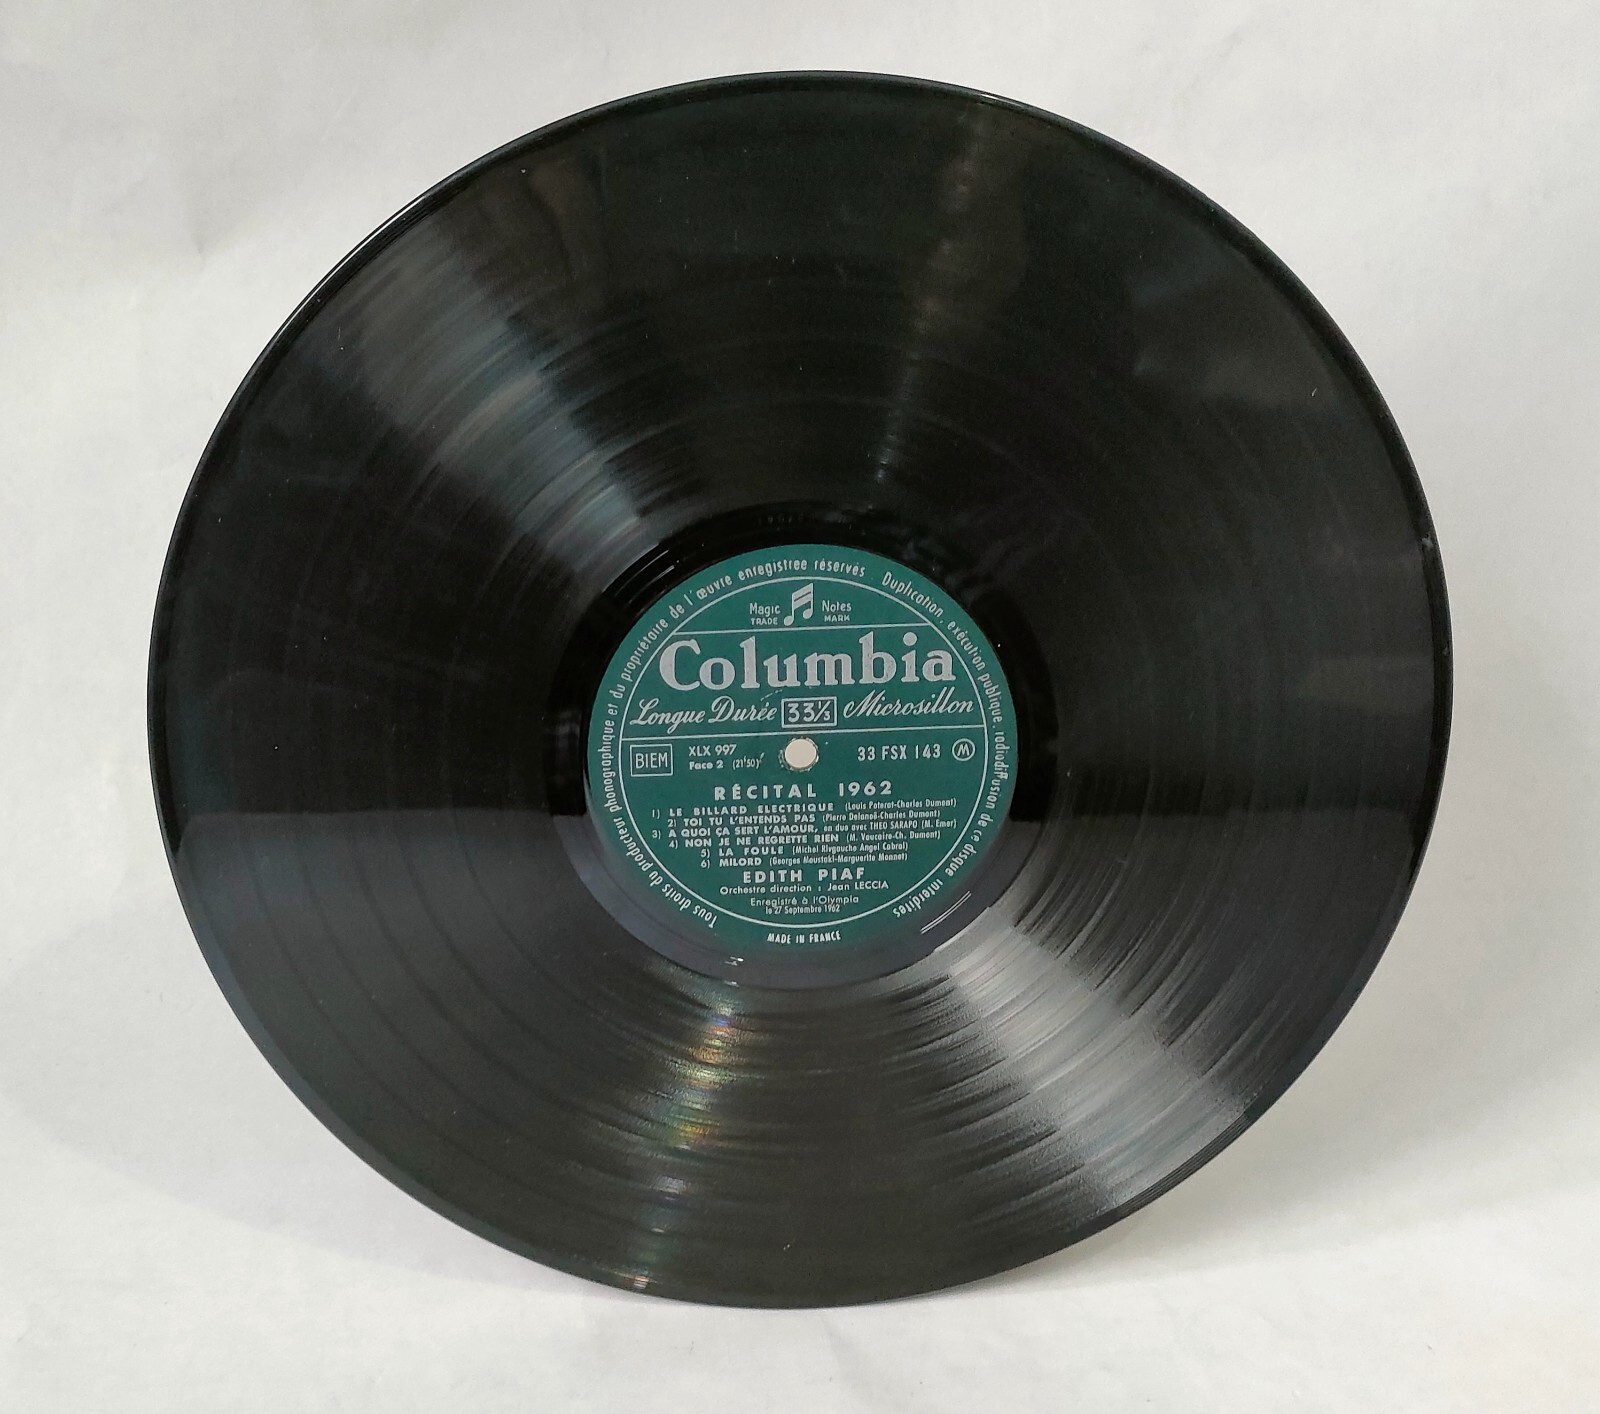 Tous droits du producteur phonographique et du propriétaire de l'œuvre enregistrée réservés Duplication, exécution publique, radiodiffusion de ce disque interdites
Magic Notes
TRADE MARK
Columbia
Longue Durée 33⅓ Microsillon
BIEM XLX 997 33 FSX 143 M
Face 2 (21'50)
RÉCITAL 1962
1) LE BILLARD ELECTRIQUE (Louis Poterat-Charles Dumont)
2) TOI TU L'ENTENDS PAS (Pierre Delanoë-Charles Dumont)
3) A QUOI ÇA SERT L'AMOUR, en duo avec THEO SARAPO (M. Emer)
4) NON JE NE REGRETTE RIEN (M. Vaucaire-Ch. Dumont)
5) LA FOULE (Michel Rivgauche Angel Cabral)
6) MILORD (Georges Moustaki-Marguerite Monnot)
EDITH PIAF
Orchestre direction : Jean LECCIA
Enregistré à l'Olympia
le 27 Septembre 1962
MADE IN FRANCE